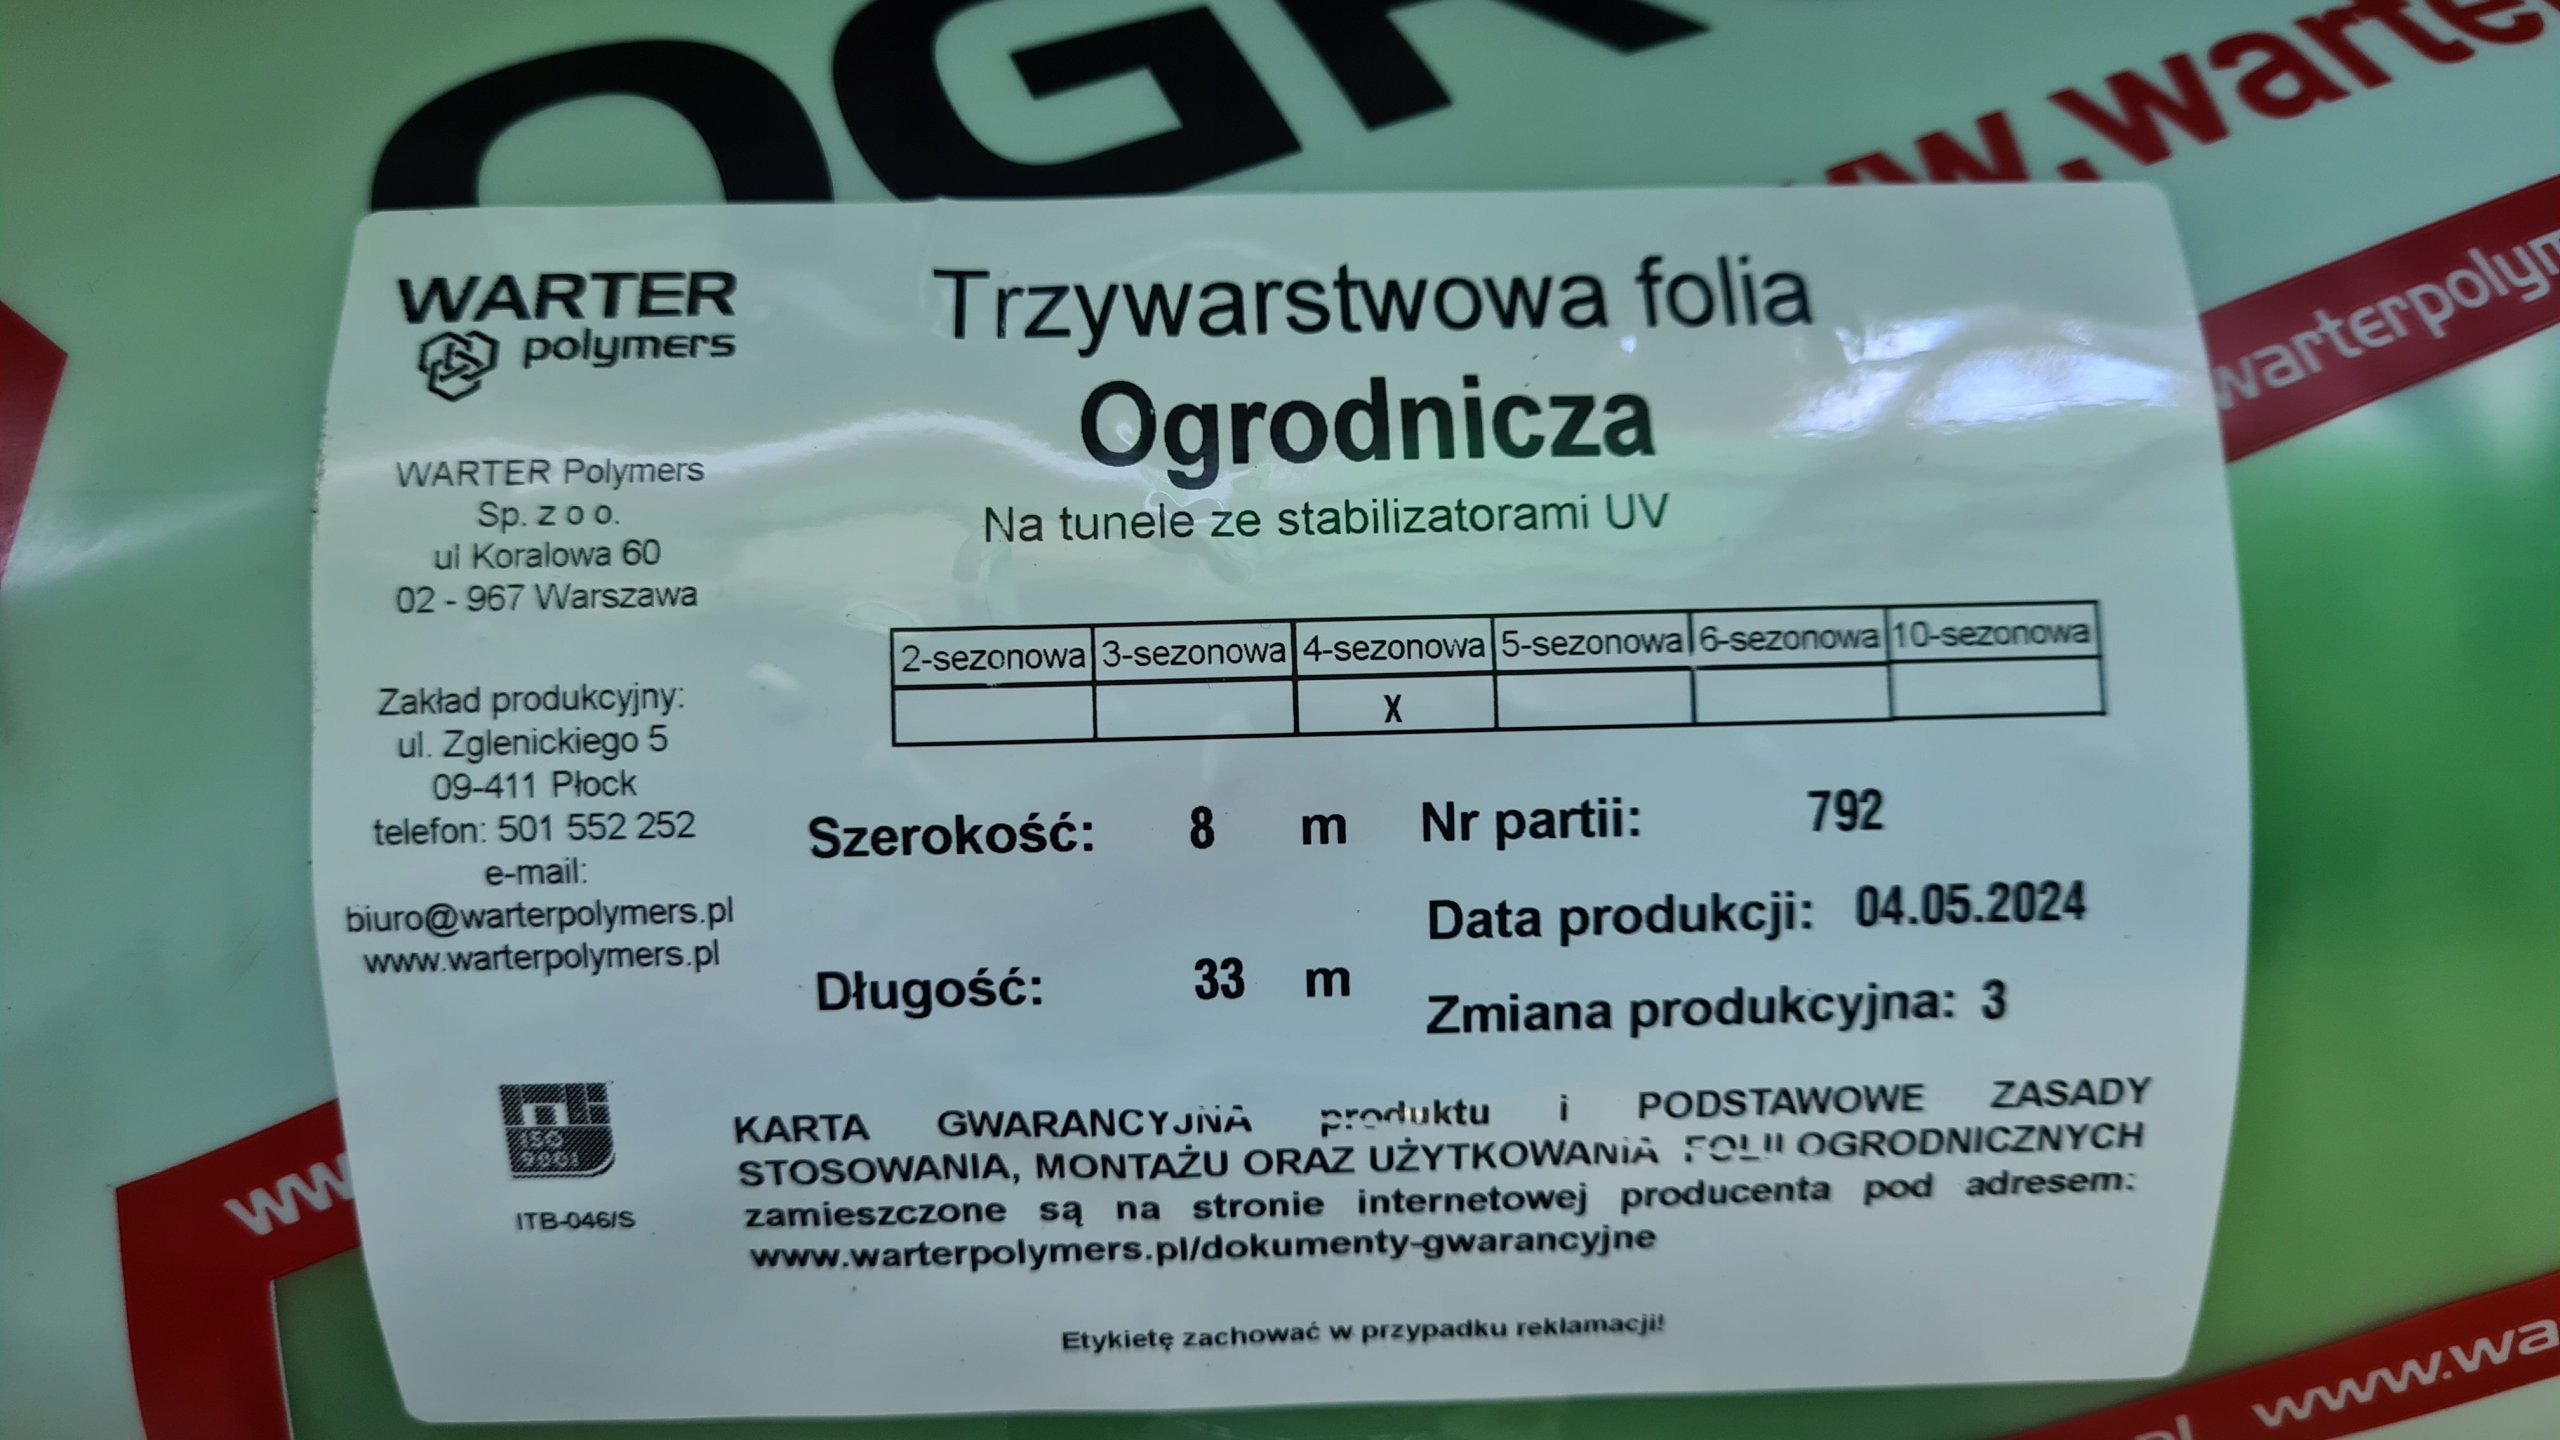 OGR
www.warte
warterpolym
WARTER
polymers
WARTER Polymers
Sp. z o o.
ul Koralowa 60
02 - 967 Warszawa
Zakład produkcyjny:
ul. Zglenickiego 5
09-411 Płock
telefon: 501 552 252
e-mail:
biuro@warterpolymers.pl
www.warterpolymers.pl
ISO
9001
ITB-046/S
Trzywarstwowa folia
Ogrodnicza
Na tunele ze stabilizatorami UV
2-sezonowa 3-sezonowa 4-sezonowa 5-sezonowa 6-sezonowa 10-sezonowa
X
Szerokość: 8 m Nr partii: 792
Data produkcji: 04.05.2024
Długość: 33 m
Zmiana produkcyjna: 3
KARTA GWARANCYJNA produktu i PODSTAWOWE ZASADY
STOSOWANIA, MONTAŻU ORAZ UŻYTKOWANIA FOLII OGRODNICZNYCH
zamieszczone są na stronie internetowej producenta pod adresem:
www.warterpolymers.pl/dokumenty-gwarancyjne
Etykietę zachować w przypadku reklamacji!
ww
.pl www.wa